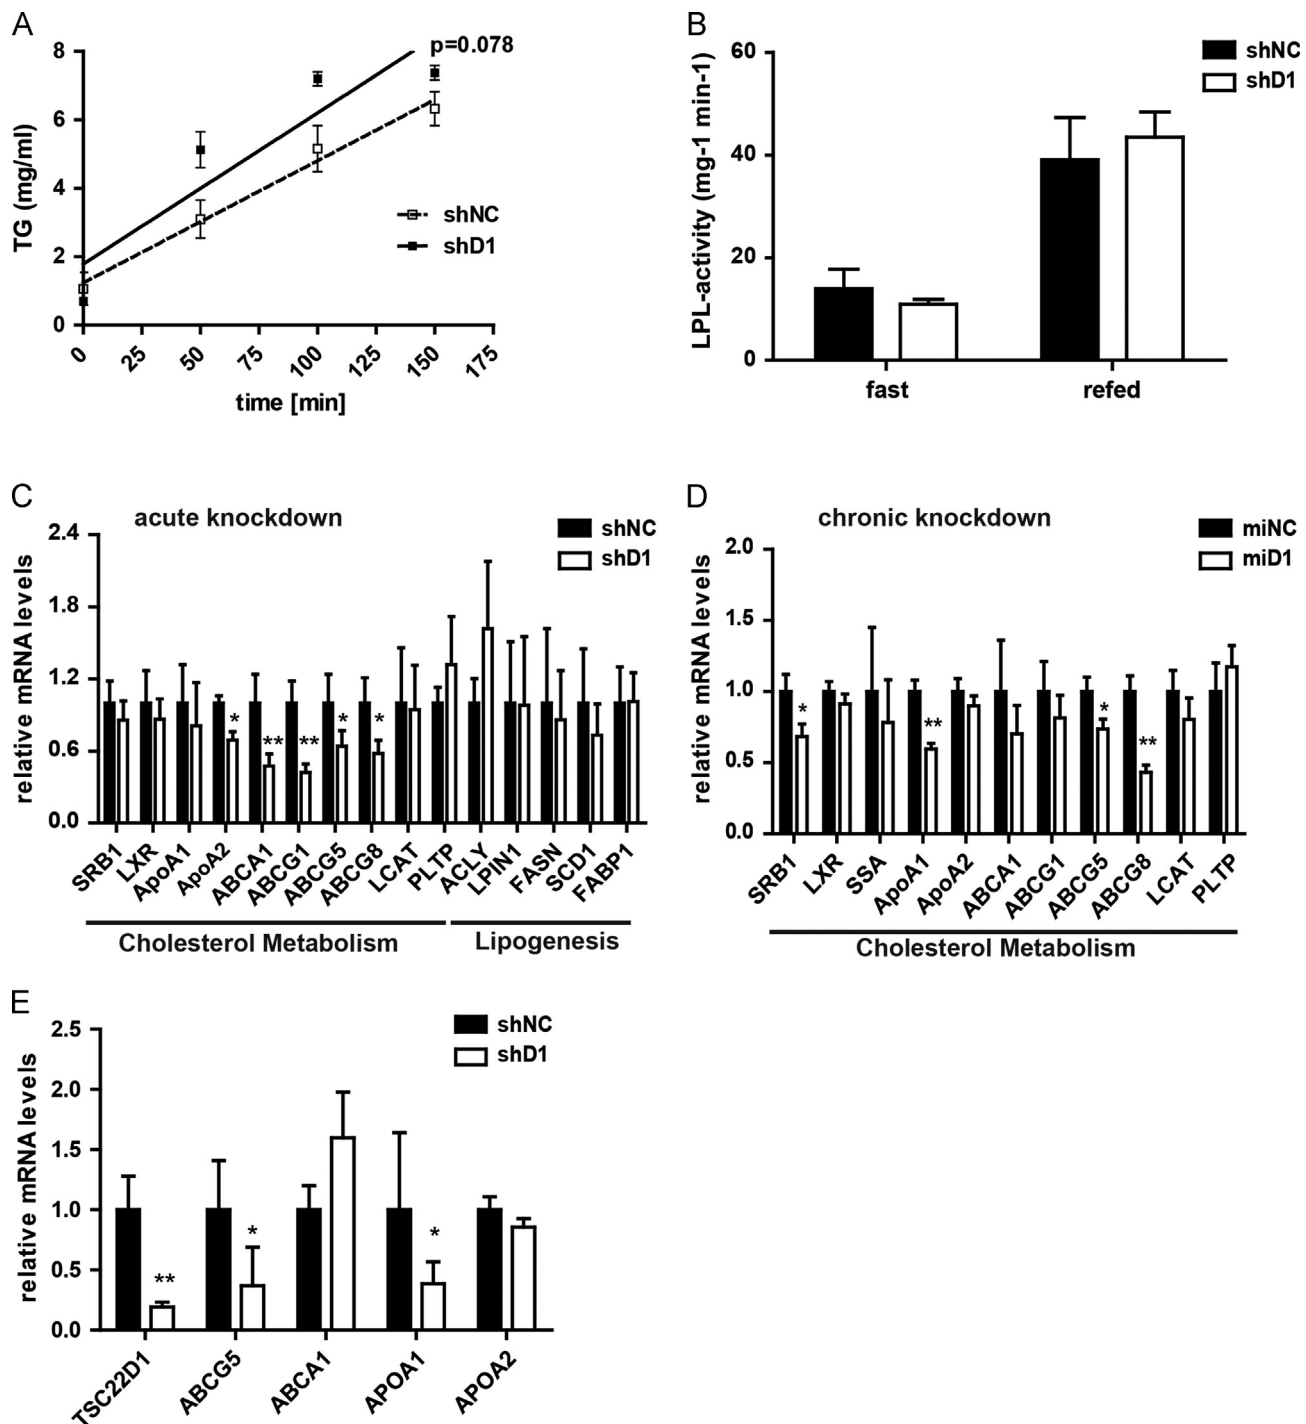 A
p=0.078
TG (mg/ml)
8
6
4
2
0
0
25
50
75
100
125
150
175
time [min]
shNC
shD1
B
LPL-activity (mg-1 min-1)
60
40
20
0
fast
refed
shNC
shD1
C
acute knockdown
shNC
shD1
relative mRNA levels
2.4
1.8
1.2
0.6
0.0
*
**
**
*
*
SRB1
LXR
ApoA1
ApoA2
ABCA1
ABCG1
ABCG5
ABCG8
LCAT
PLTP
ACLY
LPIN1
FASN
SCD1
FABP1
Cholesterol Metabolism
Lipogenesis
D
chronic knockdown
miNC
miD1
relative mRNA levels
2.0
1.5
1.0
0.5
0.0
*
**
*
**
SRB1
LXR
SSA
ApoA1
ApoA2
ABCA1
ABCG1
ABCG5
ABCG8
LCAT
PLTP
Cholesterol Metabolism
E
shNC
shD1
relative mRNA levels
2.5
2.0
1.5
1.0
0.5
0.0
**
*
*
TSC22D1
ABCG5
ABCA1
APOA1
APOA2